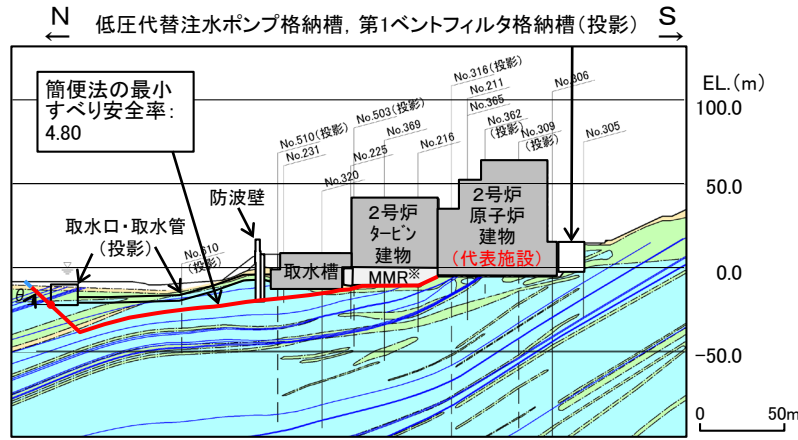 N
低圧代替注水ポンプ格納槽，第1ベントフィルタ格納槽(投影)
S
簡便法の最小
すべり安全率：
4.80
No.316(投影)
No.211
No.365
No.362
(投影)
No.309
(投影)
No.306
No.305
No.503(投影)
No.369
No.216
No.510(投影)
No.231
No.225
No.320
EL.(m)
100.0
50.0
0.0
-50.0
防波壁
取水口・取水管
(投影)
No.610
(投影)
2号炉
ﾀｰﾋﾞﾝ
建物
2号炉
原子炉
建物
(代表施設)
取水槽
MMR※
θ
0
50m